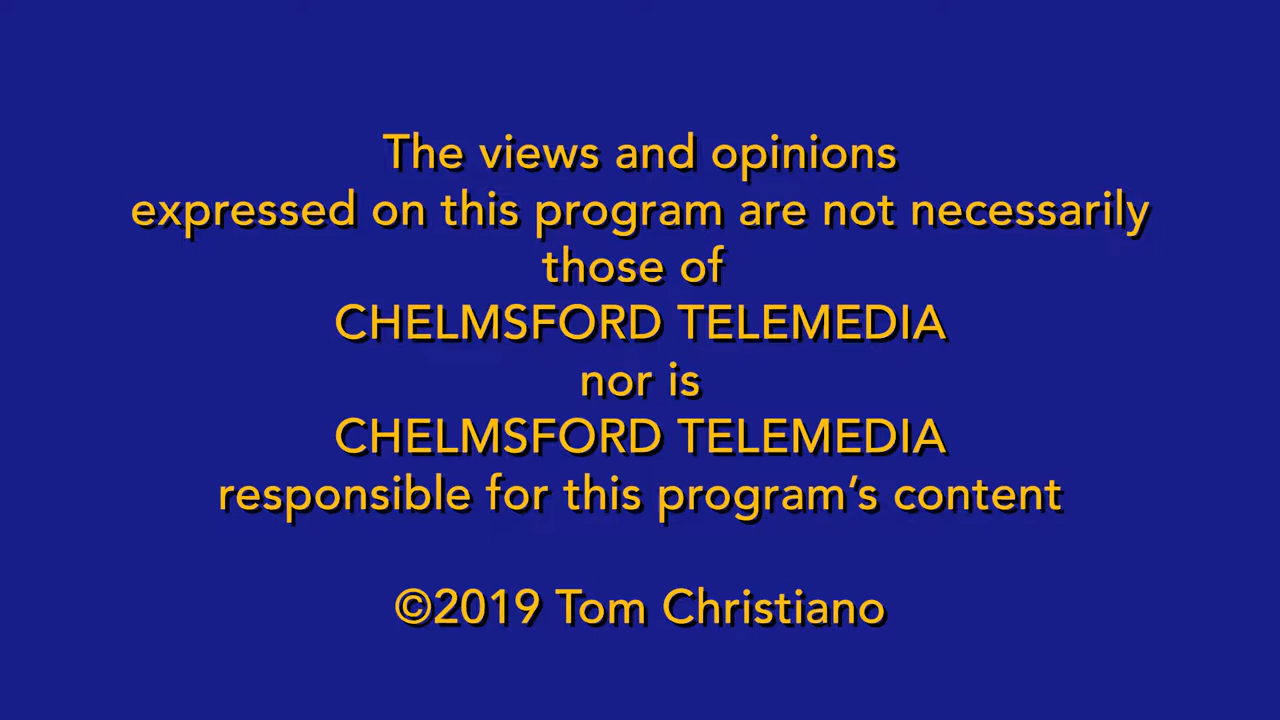 The views and opinions
expressed on this program are not necessarily
those of
CHELMSFORD TELEMEDIA
nor is
CHELMSFORD TELEMEDIA
responsible for this program’s content
©2019 Tom Christiano